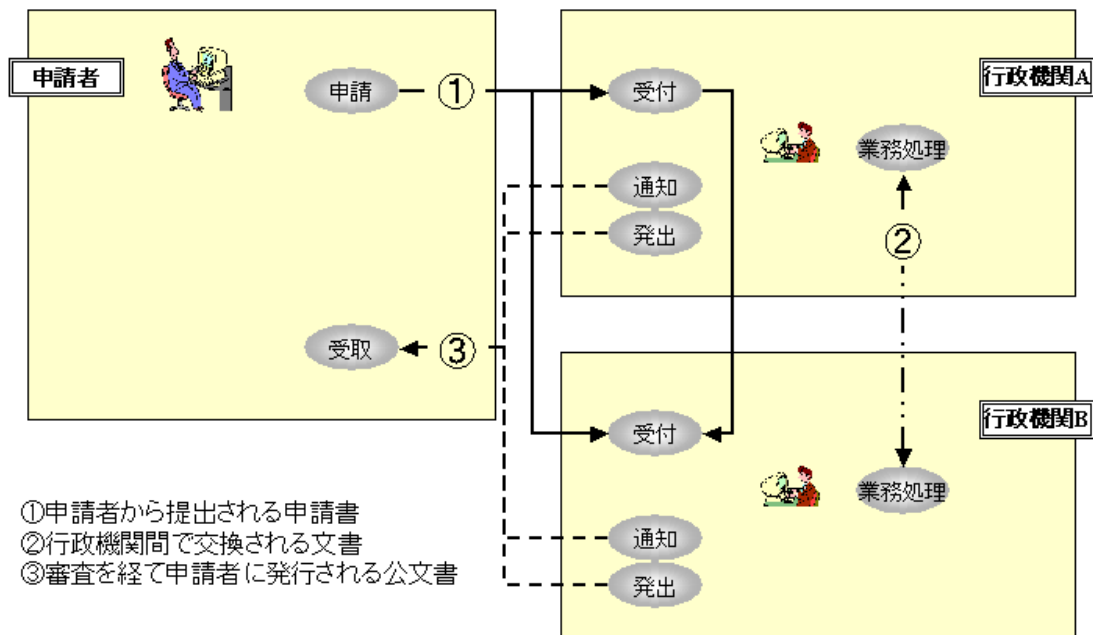 申請者
申請
①
受取
③
行政機関A
受付
業務処理
通知
発出
②
行政機関B
受付
業務処理
通知
発出
①申請者から提出される申請書
②行政機関間で交換される文書
③審査を経て申請者に発行される公文書